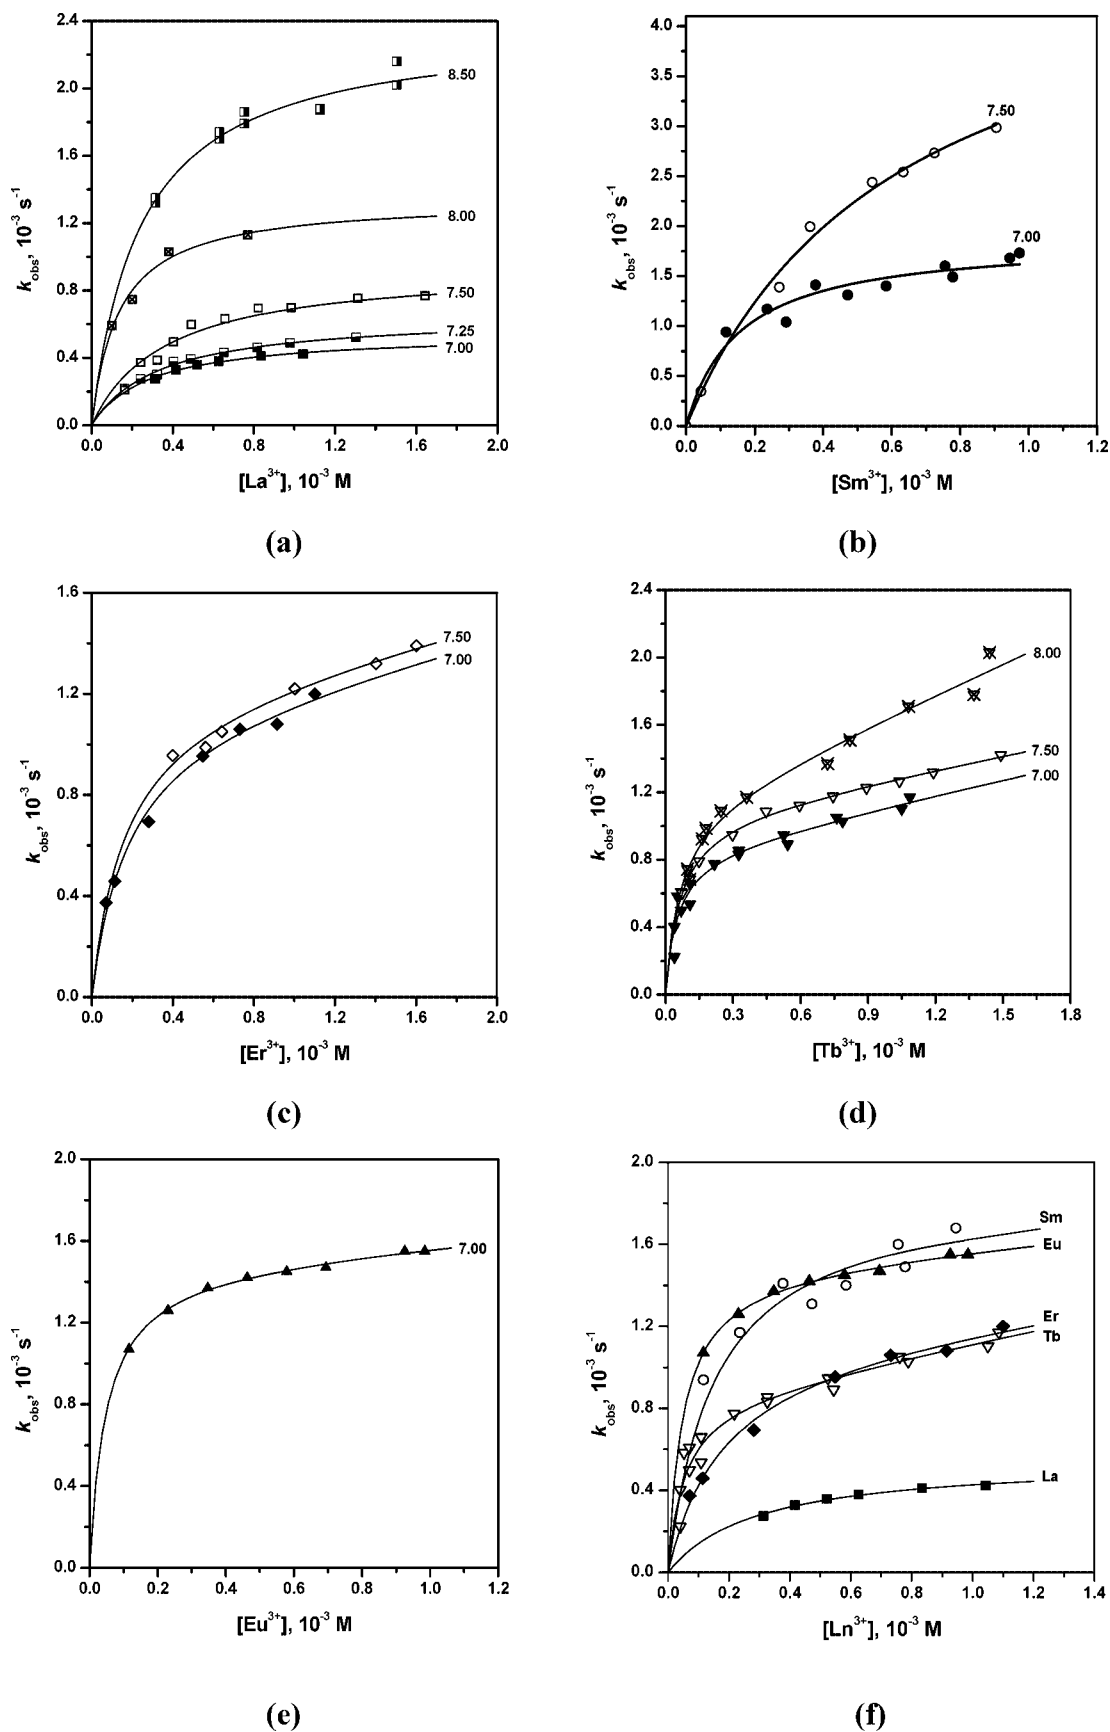 2.4
2.0
1.6
1.2
0.8
0.4
0.0
k_obs, 10⁻³ s⁻¹
8.50
8.00
7.50
7.25
7.00
0.0 0.4 0.8 1.2 1.6 2.0
[La³⁺], 10⁻³ M
(a)
4.0
3.5
3.0
2.5
2.0
1.5
1.0
0.5
0.0
k_obs, 10⁻³ s⁻¹
7.50
7.00
0.0 0.2 0.4 0.6 0.8 1.0 1.2
[Sm³⁺], 10⁻³ M
(b)
1.6
1.2
0.8
0.4
0.0
k_obs, 10⁻³ s⁻¹
7.50
7.00
0.0 0.4 0.8 1.2 1.6 2.0
[Er³⁺], 10⁻³ M
(c)
2.4
2.0
1.6
1.2
0.8
0.4
0.0
k_obs, 10⁻³ s⁻¹
8.00
7.50
7.00
0.0 0.3 0.6 0.9 1.2 1.5 1.8
[Tb³⁺], 10⁻³ M
(d)
2.0
1.6
1.2
0.8
0.4
0.0
k_obs, 10⁻³ s⁻¹
7.00
0.0 0.2 0.4 0.6 0.8 1.0 1.2
[Eu³⁺], 10⁻³ M
(e)
2.0
1.6
1.2
0.8
0.4
0.0
k_obs, 10⁻³ s⁻¹
Sm
Eu
Er
Tb
La
0.0 0.2 0.4 0.6 0.8 1.0 1.2 1.4
[Ln³⁺], 10⁻³ M
(f)